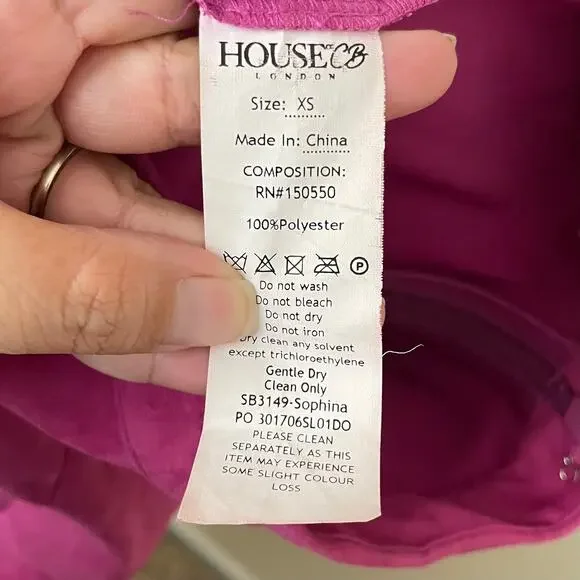 HOUSE OF CB
LONDON
Size: XS
Made In: China
COMPOSITION:
RN#150550
100%Polyester
P
Do not wash
Do not bleach
Do not dry
Do not iron
Dry clean any solvent
except trichloroethylene
Gentle Dry
Clean Only
SB3149-Sophina
PO 301706SL01DO
PLEASE CLEAN
SEPARATELY AS THIS
ITEM MAY EXPERIENCE
SOME SLIGHT COLOUR
LOSS